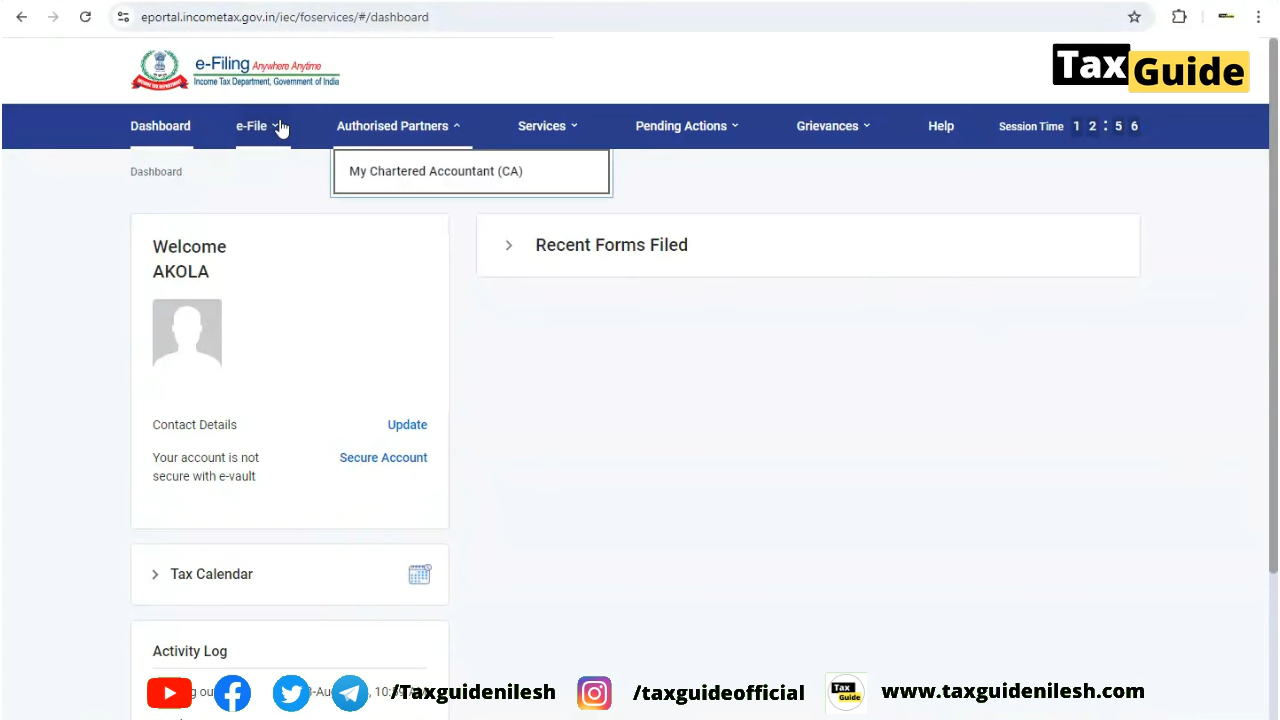 eportal.incometax.gov.in/iec/foservices/#/dashboard
e-Filing Anywhere Anytime
Income Tax Department, Government of India
Tax Guide
Dashboard e-File Authorised Partners Services Pending Actions Grievances Help Session Time 1 2 : 5 6
My Chartered Accountant (CA)
Dashboard
Welcome
AKOLA
Recent Forms Filed
Contact Details Update
Your account is not
secure with e-vault
Secure Account
Tax Calendar
Activity Log
/Taxguidenilesh /taxguideofficial Tax Guide www.taxguidenilesh.com